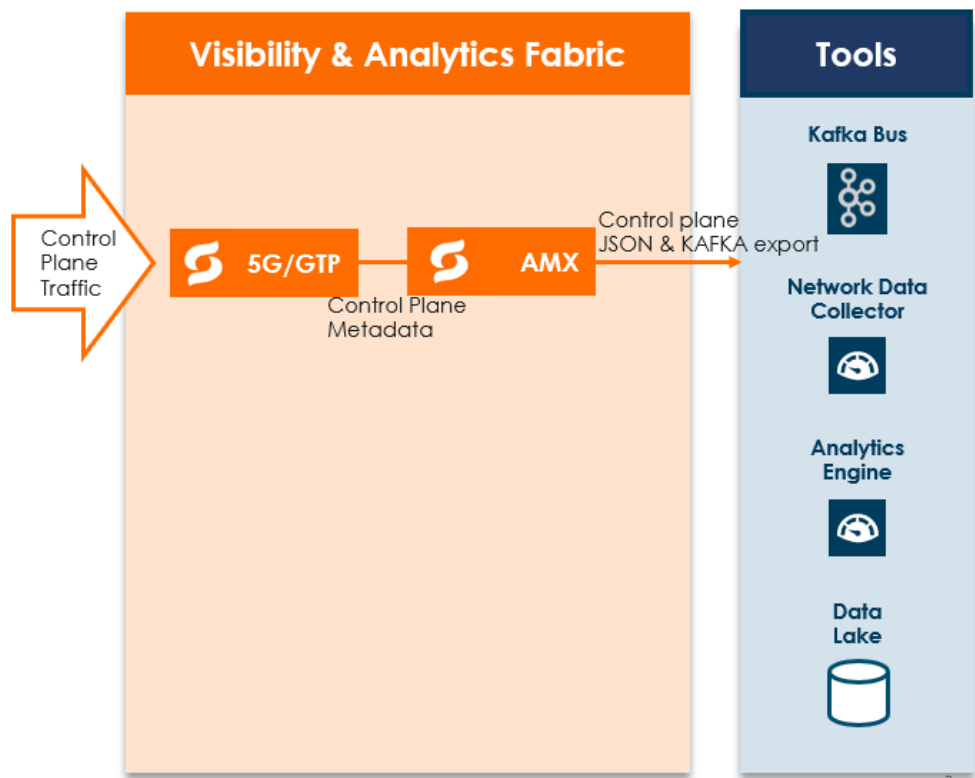 Visibility & Analytics Fabric
Tools
Control
Plane
Traffic
5G/GTP
Control Plane
Metadata
AMX
Control plane
JSON & KAFKA export
Kafka Bus
Network Data
Collector
Analytics
Engine
Data
Lake